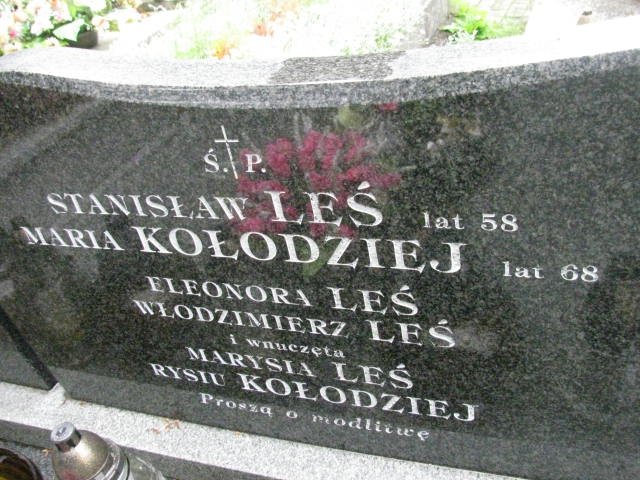 Ś. P.
STANISŁAW LEŚ lat 58
MARIA KOŁODZIEJ lat 68
ELEONORA LEŚ
WŁODZIMIERZ LEŚ
i wnuczęta
MARYSIA LEŚ
RYSIU KOŁODZIEJ
Proszą o modlitwę